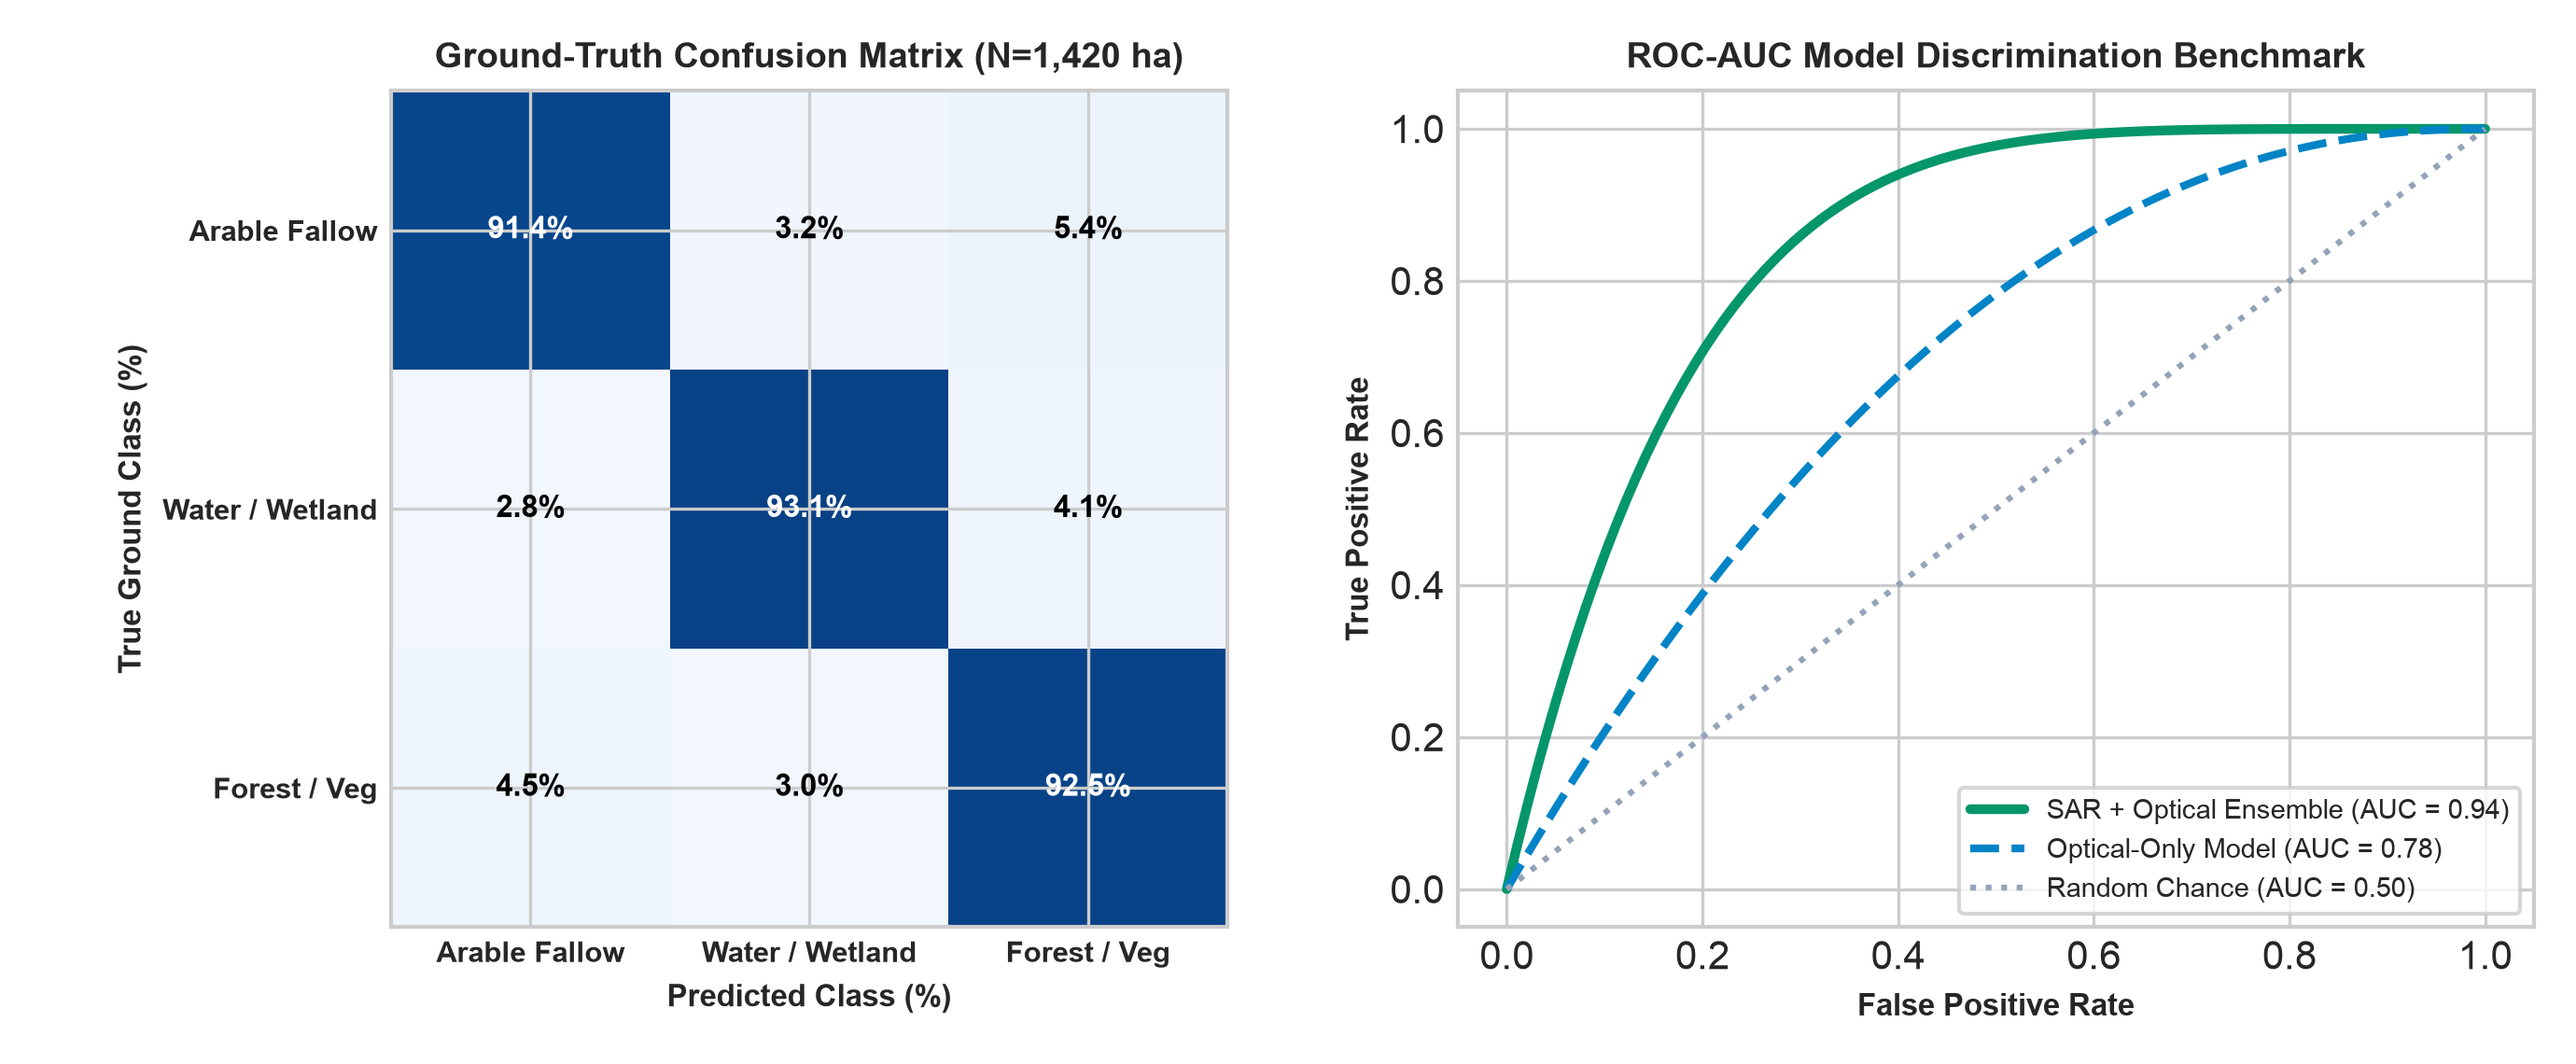 Ground-Truth Confusion Matrix (N=1,420 ha)
True Ground Class (%)
Arable Fallow
91.4%
3.2%
5.4%
Water / Wetland
2.8%
93.1%
4.1%
Forest / Veg
4.5%
3.0%
92.5%
Arable Fallow
Water / Wetland
Forest / Veg
Predicted Class (%)
ROC-AUC Model Discrimination Benchmark
True Positive Rate
1.0
0.8
0.6
0.4
0.2
0.0
SAR + Optical Ensemble (AUC = 0.94)
Optical-Only Model (AUC = 0.78)
Random Chance (AUC = 0.50)
0.0
0.2
0.4
0.6
0.8
1.0
False Positive Rate